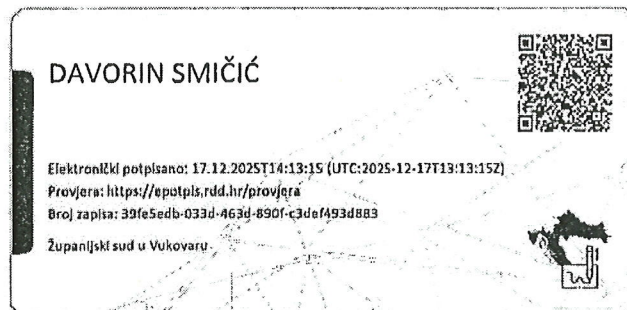 DAVORIN SMIČIĆ
Elektronički potpisano: 17.12.2025T14:13:15 (UTC:2025-12-17T13:13:15Z)
Provjera: https://epotpis.rdd.hr/provjera
Broj zapisa: 39fe5edb-033d-463d-890f-c3def493d883
Županijski sud u Vukovaru